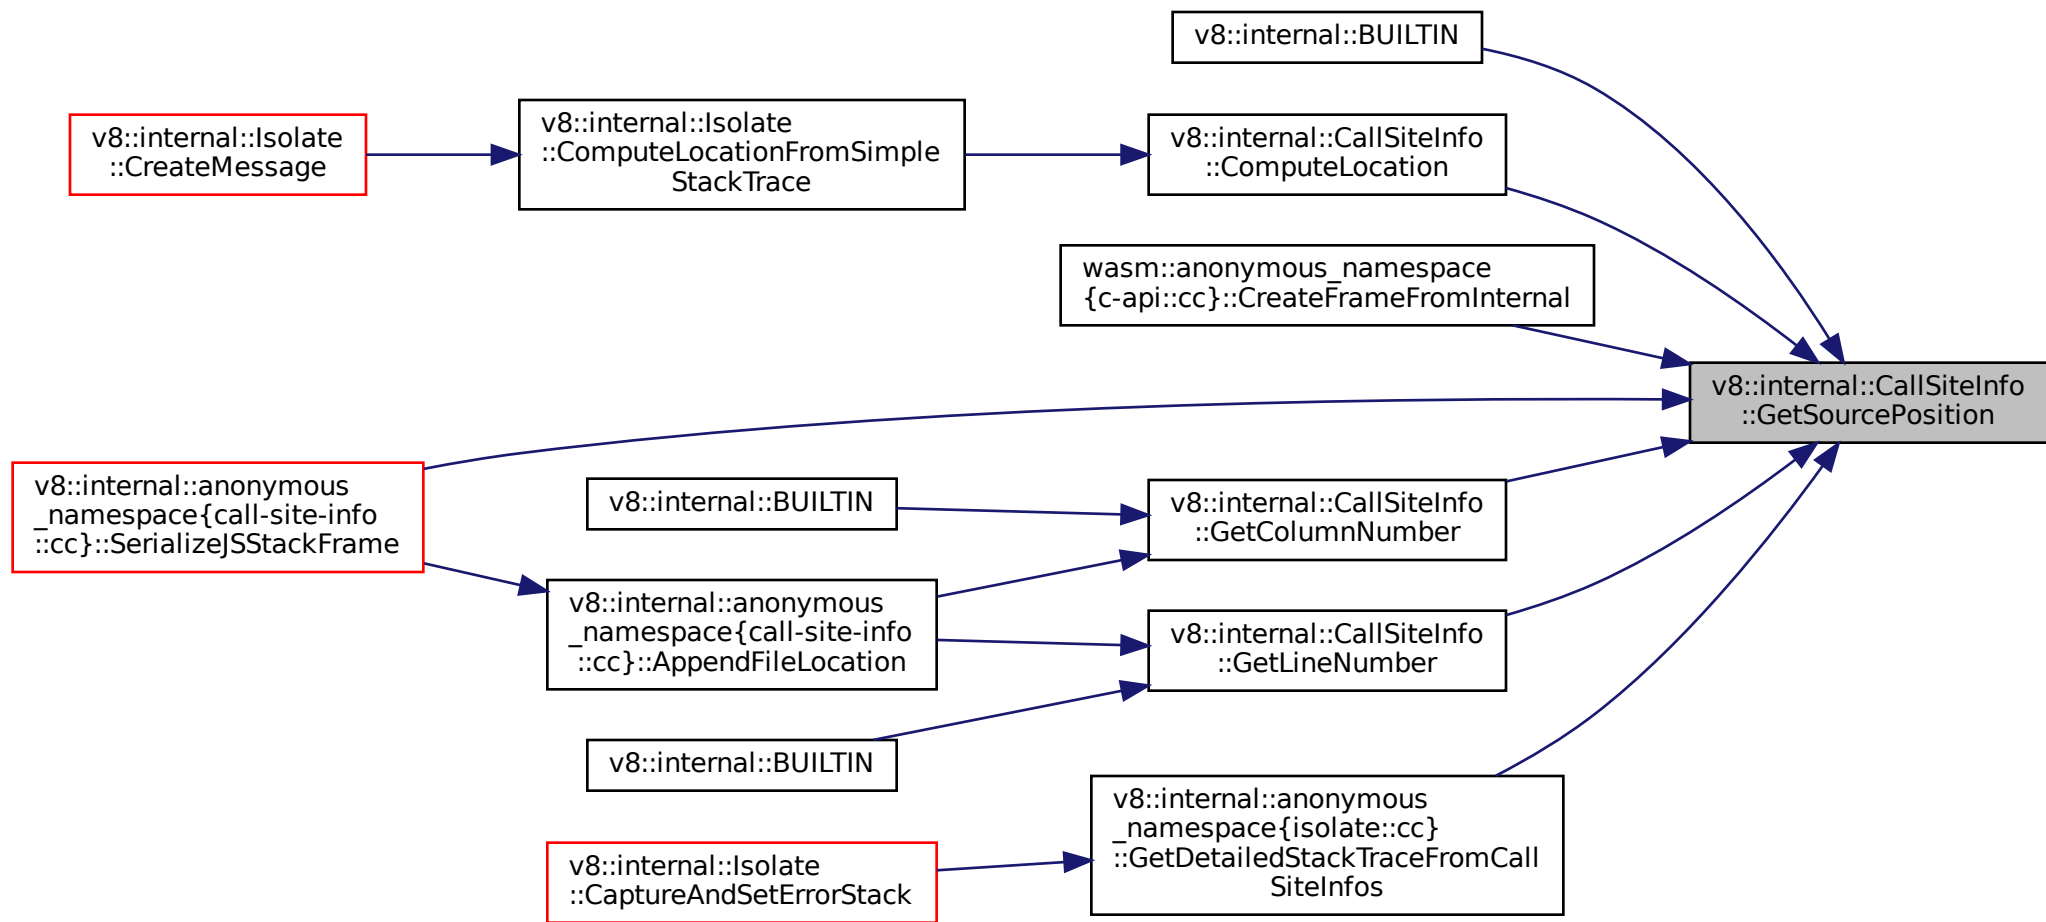 v8::internal::BUILTIN
v8::internal::Isolate
::CreateMessage
v8::internal::Isolate
::ComputeLocationFromSimple
StackTrace
v8::internal::CallSiteInfo
::ComputeLocation
wasm::anonymous_namespace
{c-api::cc}::CreateFrameFromInternal
v8::internal::CallSiteInfo
::GetSourcePosition
v8::internal::anonymous
_namespace{call-site-info
::cc}::SerializeJSStackFrame
v8::internal::BUILTIN
v8::internal::CallSiteInfo
::GetColumnNumber
v8::internal::anonymous
_namespace{call-site-info
::cc}::AppendFileLocation
v8::internal::CallSiteInfo
::GetLineNumber
v8::internal::BUILTIN
v8::internal::anonymous
_namespace{isolate::cc}
::GetDetailedStackTraceFromCall
SiteInfos
v8::internal::Isolate
::CaptureAndSetErrorStack